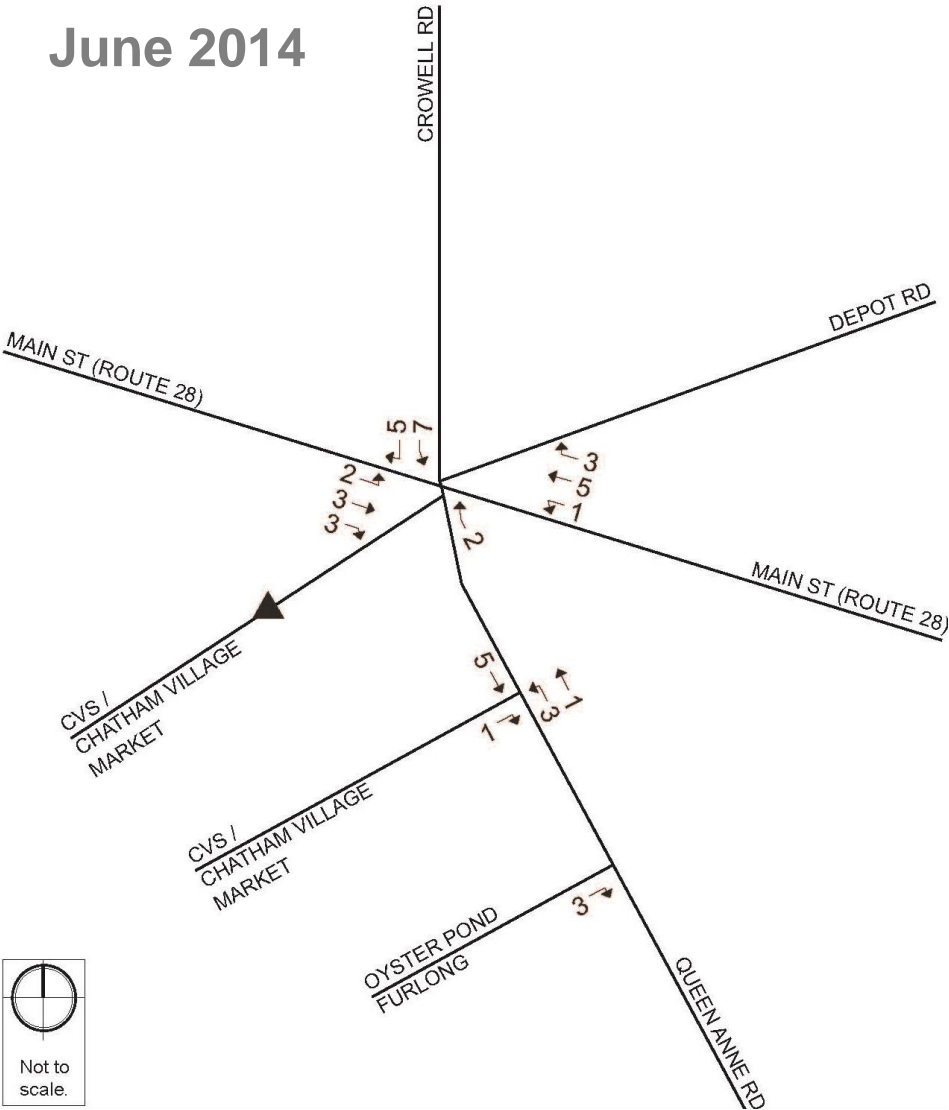 June 2014
CROWELL RD
DEPOT RD
MAIN ST (ROUTE 28)
5
7
2
3
3
3
5
1
2
MAIN ST (ROUTE 28)
CVS /
CHATHAM VILLAGE
MARKET
5
1
3
1
CVS /
CHATHAM VILLAGE
MARKET
3
OYSTER POND
FURLONG
QUEEN ANNE RD
Not to
scale.